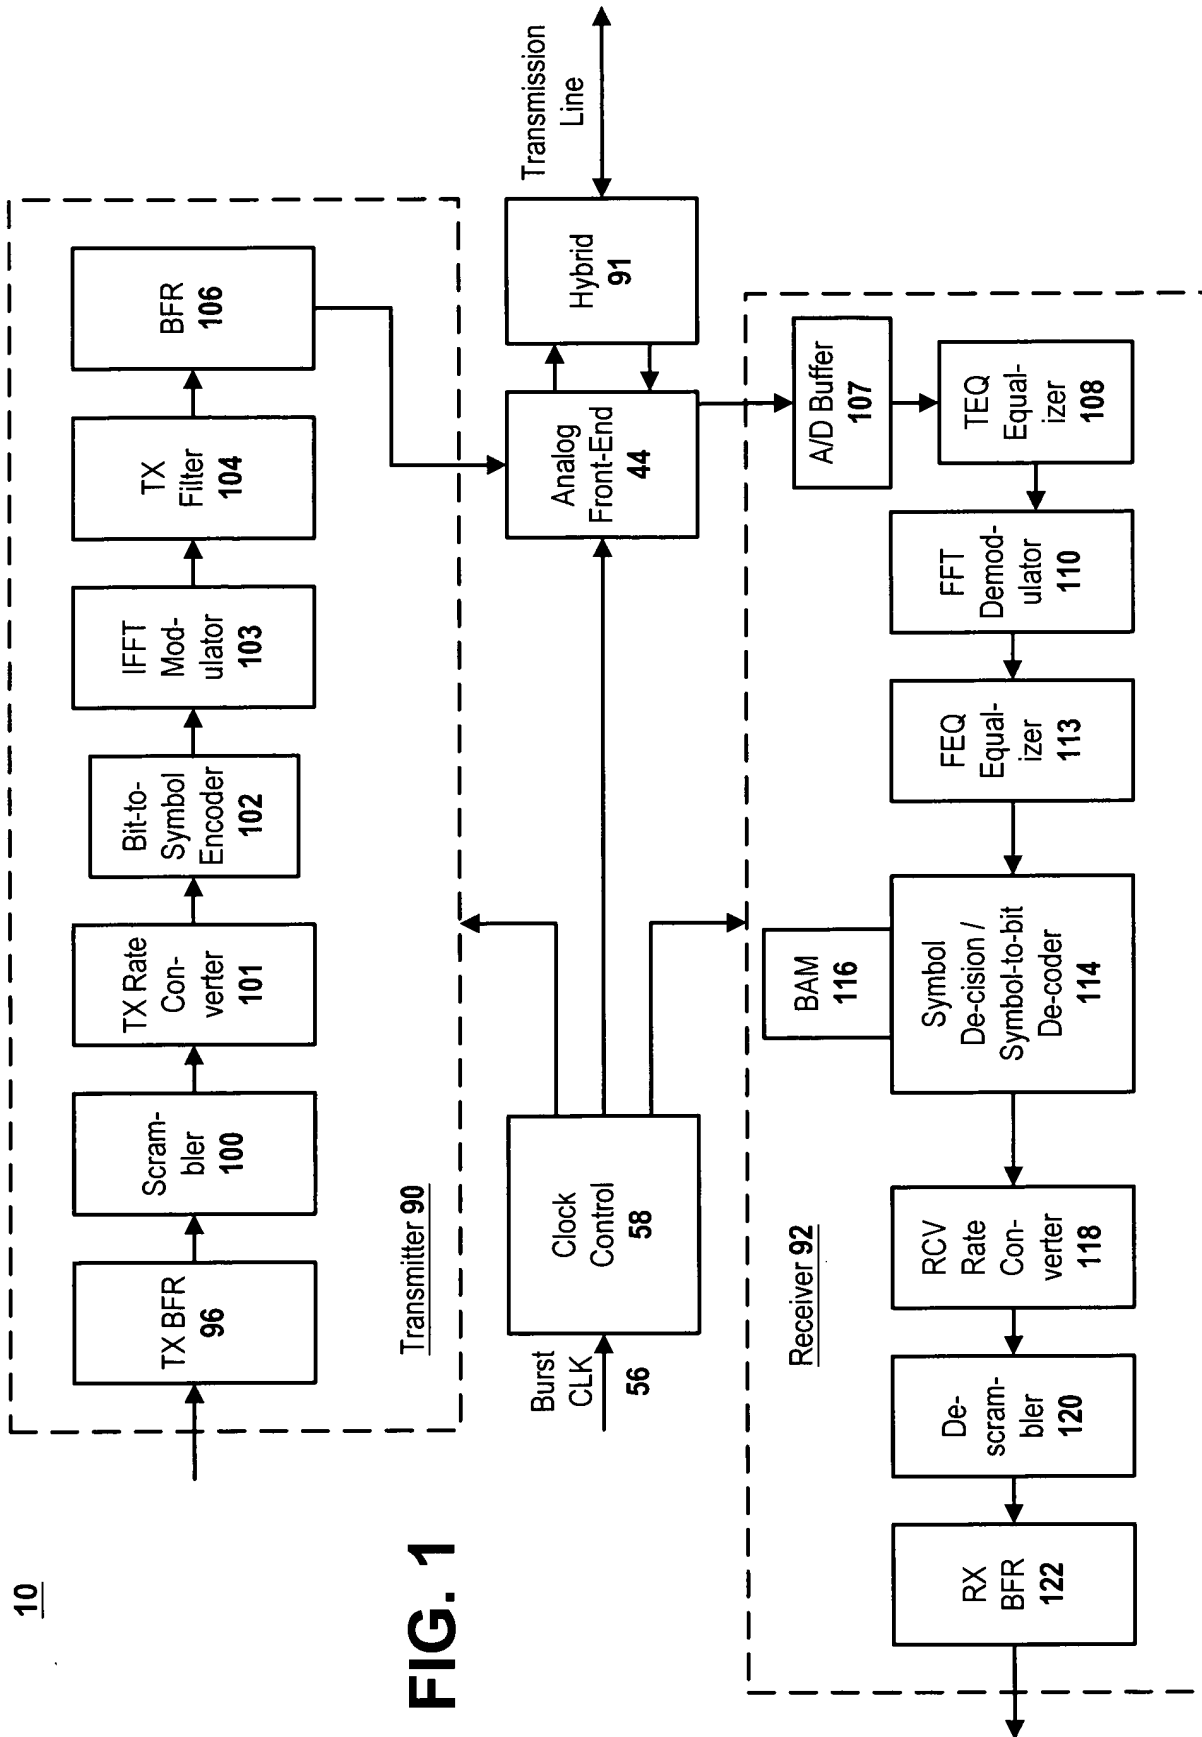 10
TX BFR
96
Scram-
bler
100
TX Rate
Con-
verter
101
Bit-to-
Symbol
Encoder
102
IFFT
Mod-
ulator
103
TX
Filter
104
BFR
106
Transmitter 90
Burst
CLK
56
Clock
Control
58
Analog
Front-End
44
Hybrid
91
Transmission
Line
FIG. 1
Receiver 92
A/D Buffer
107
TEQ
Equal-
izer
108
FFT
Demod-
ulator
110
FEQ
Equal-
izer
113
BAM
116
Symbol
De-cision /
Symbol-to-bit
De-coder
114
RCV
Rate
Con-
verter
118
De-
scram-
bler
120
RX
BFR
122